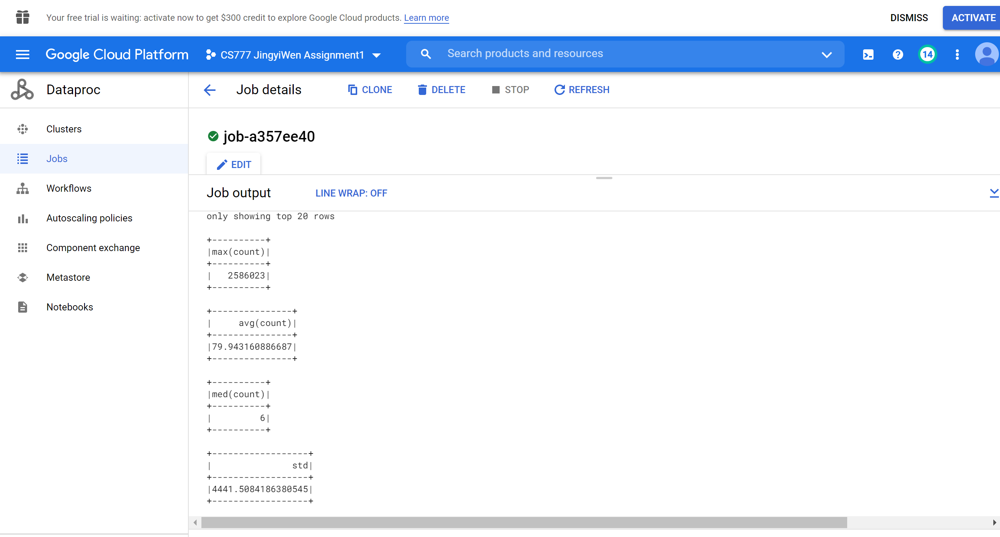 Your free trial is waiting: activate now to get $300 credit to explore Google Cloud products. Learn more
DISMISS
ACTIVATE
Google Cloud Platform
CS777 JingyiWen Assignment1
Search products and resources
14
Dataproc
Job details
CLONE
DELETE
STOP
REFRESH
Clusters
Jobs
Workflows
Autoscaling policies
Component exchange
Metastore
Notebooks
job-a357ee40
EDIT
Job output
LINE WRAP: OFF
only showing top 20 rows
+----------+
|max(count)|
+----------+
|   2586023|
+----------+
+---------------+
|     avg(count)|
+---------------+
|79.943160886687|
+---------------+
+----------+
|med(count)|
+----------+
|         6|
+----------+
+------------------+
|               std|
+------------------+
|4441.5084186380545|
+------------------+